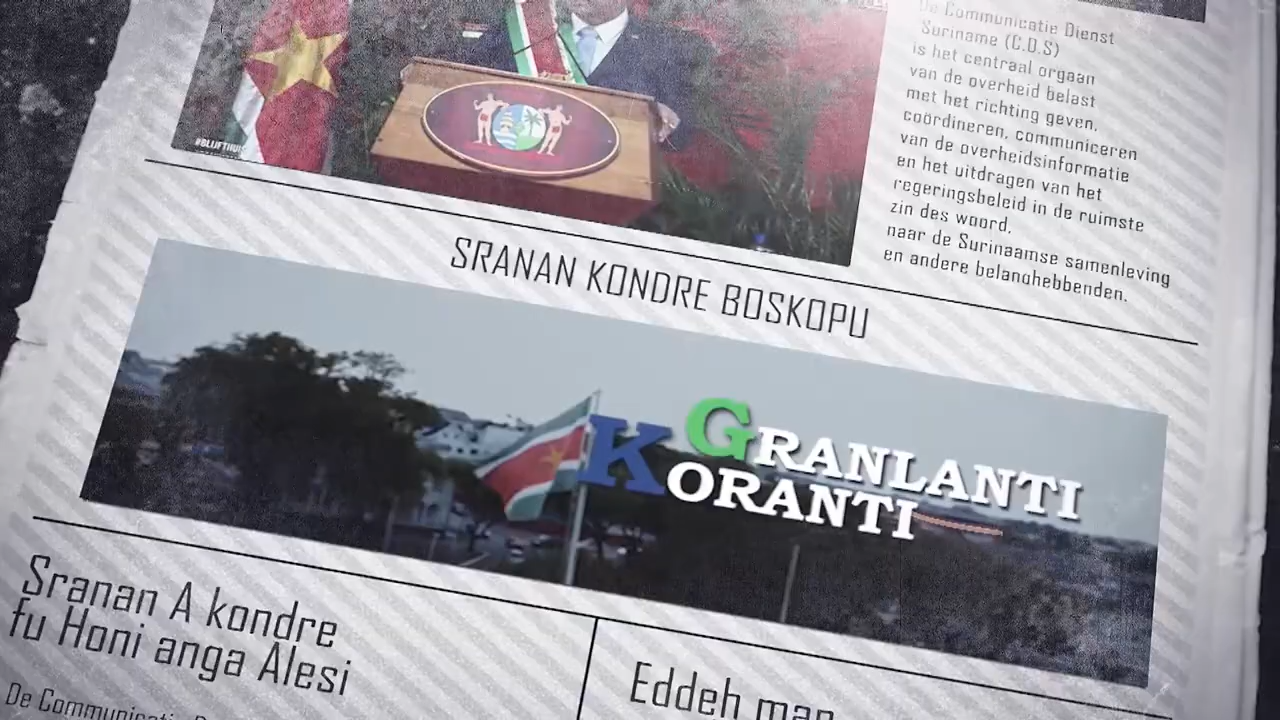 De Communicatie Dienst
Suriname (C.D.S)
is het centraal orgaan
van de overheid belast
met het richting geven,
coördineren, communiceren
van de overheidsinformatie
en het uitdragen van het
regeringsbeleid in de ruimste
zin des woord.
naar de Surinaamse samenleving
en andere belanghebbenden.
SRANAN KONDRE BOSKOPU
GRANLANTI
KORANTI
Sranan A kondre
fu Honi anga Alesi
De Communicatie
Eddeh man